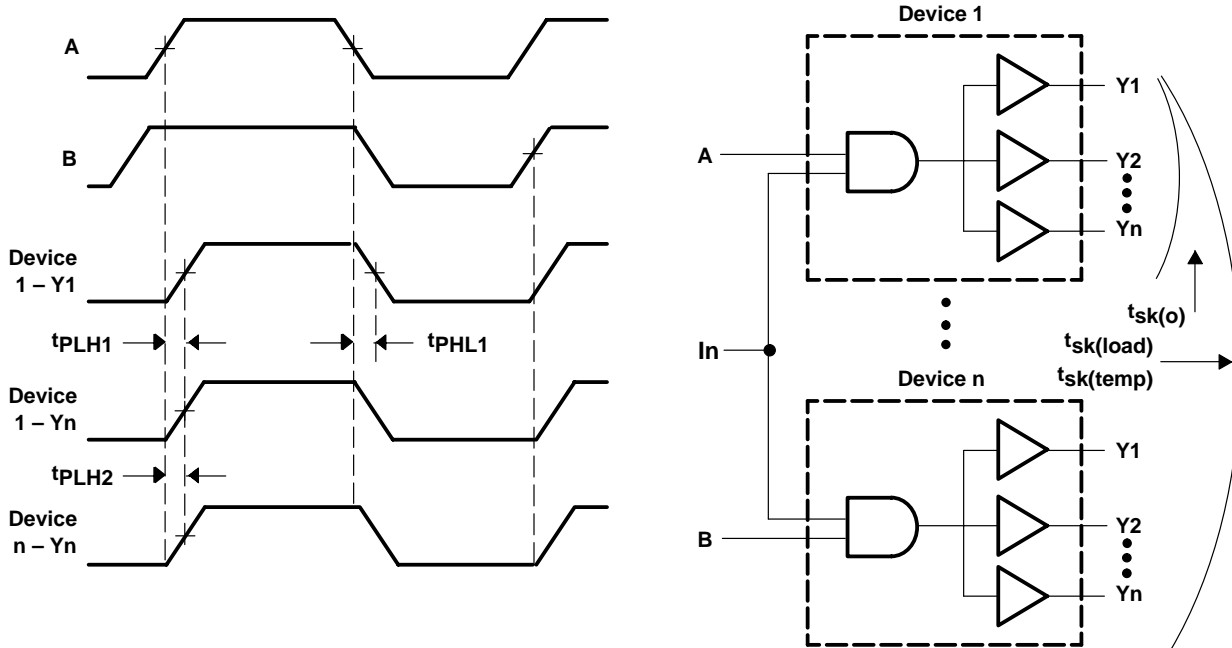 A
B
Device
1 – Y1
tPLH1
tPHL1
Device
1 – Yn
tPLH2
Device
n – Yn
Device 1
A
Y1
Y2
Yn
tsk(o)
In
tsk(load)
tsk(temp)
Device n
B
Y1
Y2
Yn